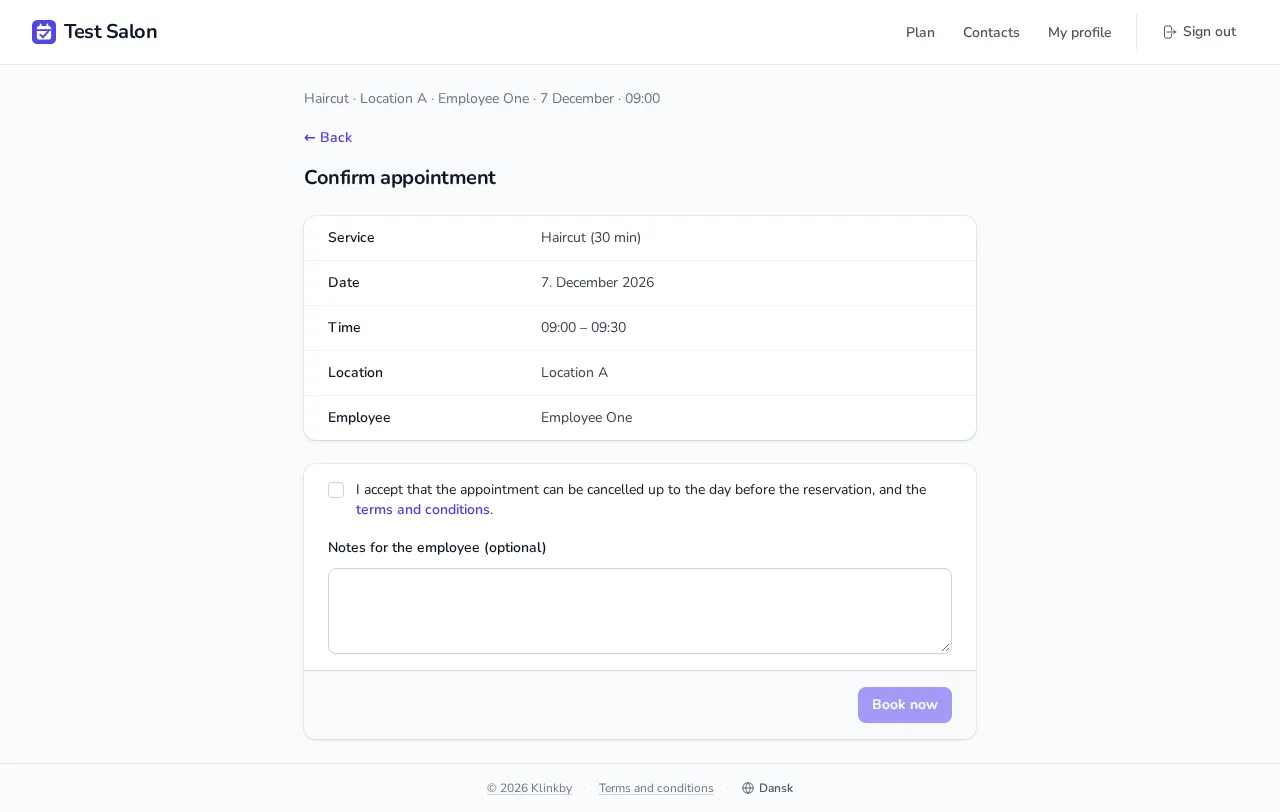 Test Salon
Plan
Contacts
My profile
Sign out
Haircut · Location A · Employee One · 7 December · 09:00
← Back
Confirm appointment
Service
Haircut (30 min)
Date
7. December 2026
Time
09:00 – 09:30
Location
Location A
Employee
Employee One
I accept that the appointment can be cancelled up to the day before the reservation, and the
terms and conditions.
Notes for the employee (optional)
Book now
© 2026 Klinkby · Terms and conditions · Dansk